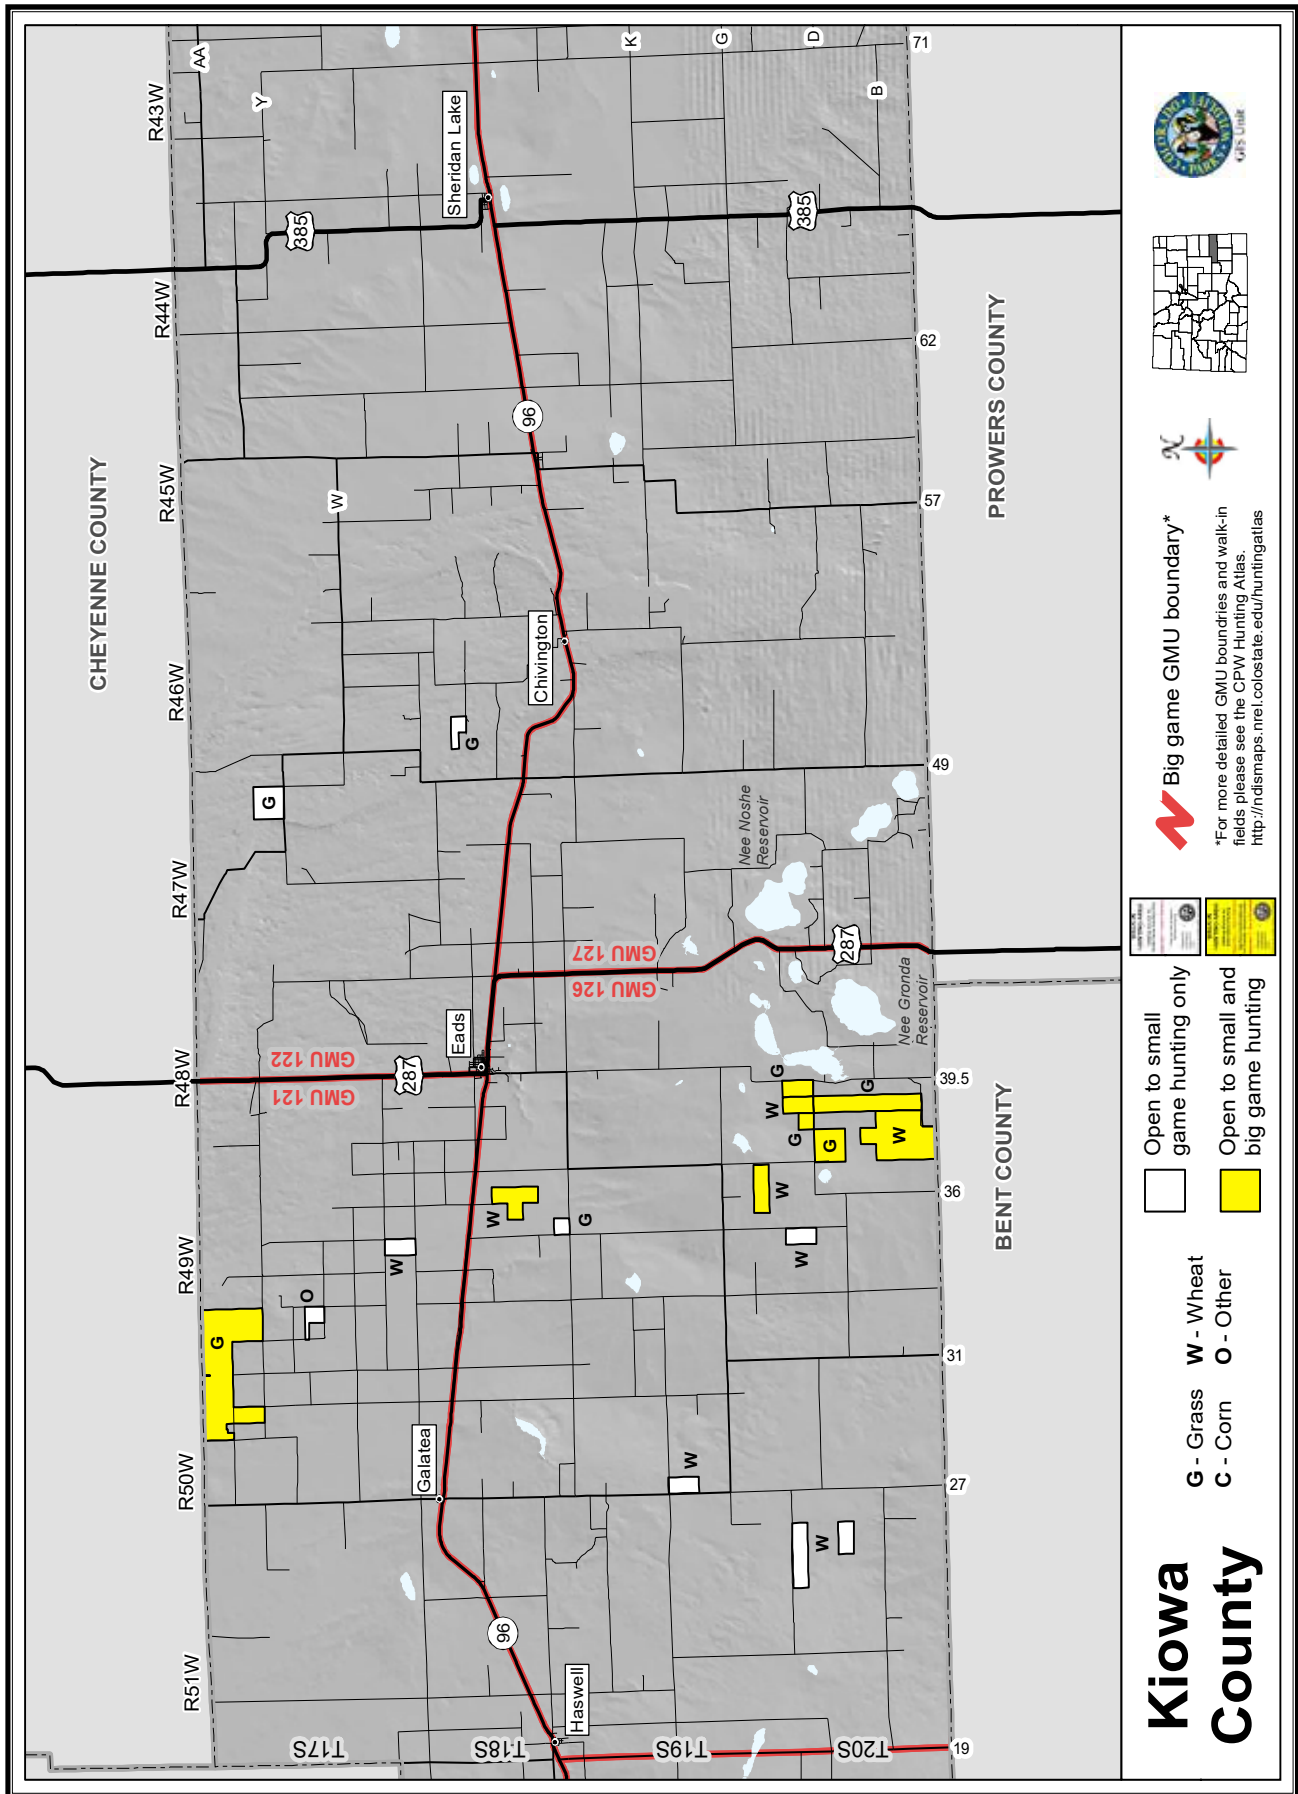 CHEYENNE COUNTY
R51W
R50W
R49W
R48W
R47W
R46W
R45W
R44W
R43W
AA
Y
W
K
G
D
B
T17S
T18S
T19S
T20S
GMU 121
GMU 122
GMU 126
GMU 127
287
287
385
385
96
96
Haswell
Galatea
Eads
Chivington
Sheridan Lake
G
O
W
G
G
W
G
W
W
W
W
W
G
G
G
G
W
Nee Noshe
Reservoir
Nee Gronda
Reservoir
19
27
31
36
39.5
49
57
62
71
BENT COUNTY
PROWERS COUNTY
Kiowa
County
G - Grass
W - Wheat
C - Corn
O - Other
Open to small
game hunting only
Open to small and
big game hunting
Big game GMU boundary*
*For more detailed GMU boundries and walk-in
fields please see the CPW Hunting Atlas.
http://ndismaps.nrel.colostate.edu/huntingatlas
N
GIS Unit